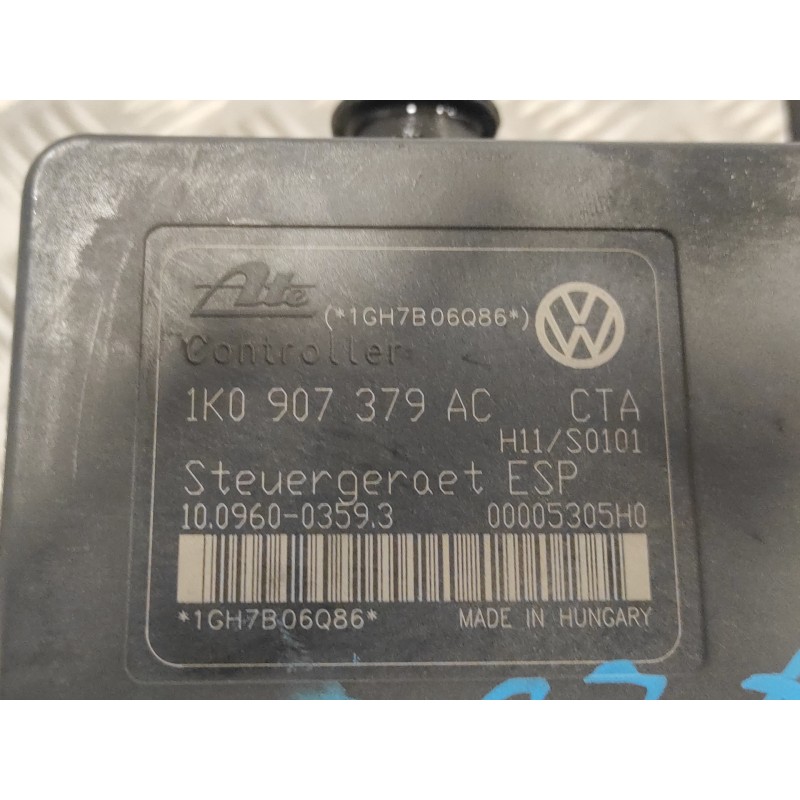 Ate (*1GH7B06Q86*)
Controller
1K0 907 379 AC CTA
H11/S0101
Steuergeraet ESP
10.0960-0359.3 00005305H0
*1GH7B06Q86* MADE IN HUNGARY